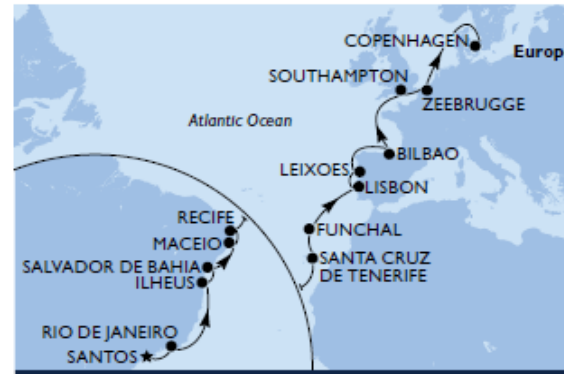 COPENHAGEN
Europ
SOUTHAMPTON
ZEEBRUGGE
Atlantic Ocean
BILBAO
LEIXOES
LISBON
RECIFE
FUNCHAL
MACEIO
SALVADOR DE BAHIA
SANTA CRUZ
DE TENERIFE
ILHEUS
RIO DE JANEIRO
SANTOS